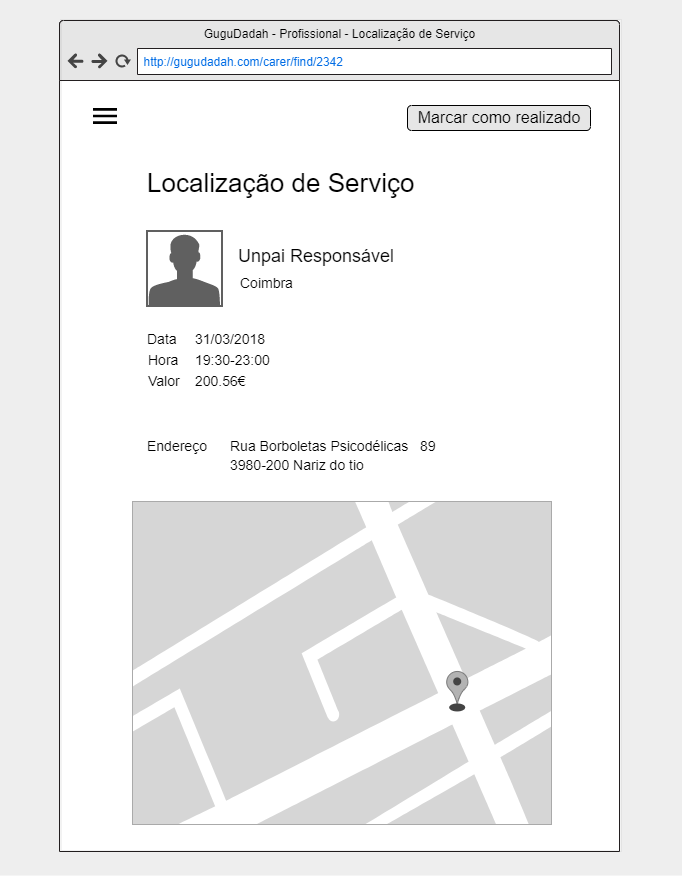 GuguDadah - Profissional - Localização de Serviço
http://gugudadah.com/carer/find/2342
Marcar como realizado
Localização de Serviço
Unpai Responsável
Coimbra
Data 31/03/2018
Hora 19:30-23:00
Valor 200.56€
Endereço Rua Borboletas Psicodélicas 89
3980-200 Nariz do tio